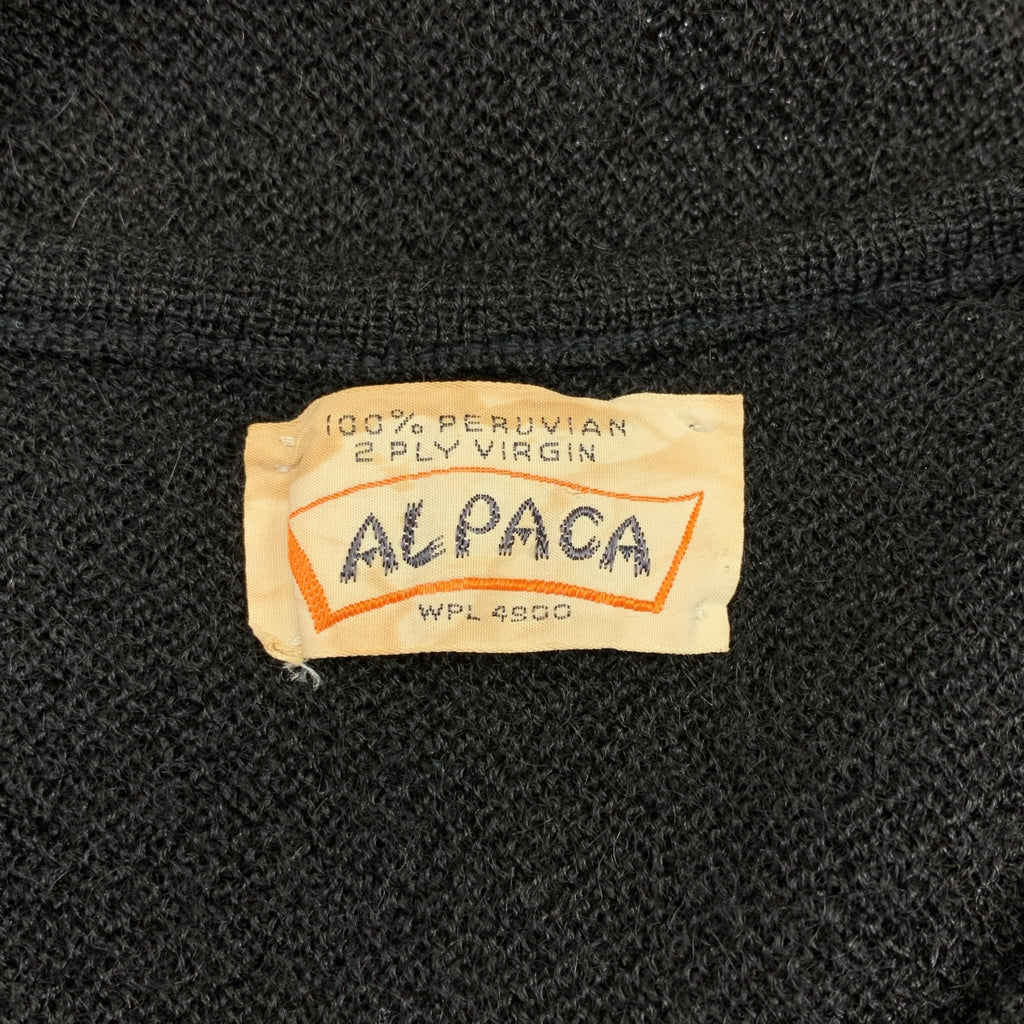 100% PERUVIAN
2 PLY VIRGIN
ALPACA
WPL 4900